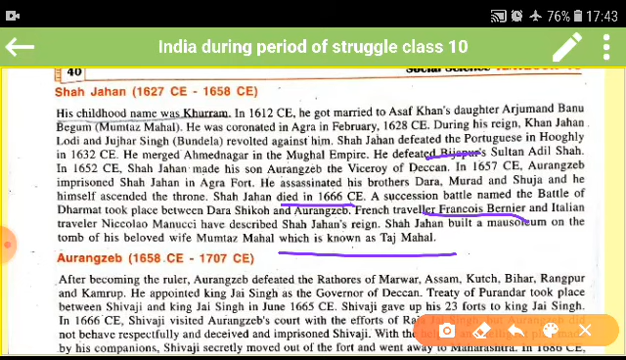 76% 17:43
India during period of struggle class 10
40
Social Science
Shah Jahan (1627 CE - 1658 CE)
His childhood name was Khurram. In 1612 CE, he got married to Asaf Khan's daughter Arjumand Banu
Begum (Mumtaz Mahal). He was coronated in Agra in February, 1628 CE. During his reign, Khan Jahan
Lodi and Jujhar Singh (Bundela) revolted against him. Shah Jahan defeated the Portuguese in Hooghly
in 1632 CE. He merged Ahmednagar in the Mughal Empire. He defeated Bijapur's Sultan Adil Shah.
In 1652 CE, Shah Jahan made his son Aurangzeb the Viceroy of Deccan. In 1657 CE, Aurangzeb
imprisoned Shah Jahan in Agra Fort. He assassinated his brothers Dara, Murad and Shuja and he
himself ascended the throne. Shah Jahan died in 1666 CE. A succession battle named the Battle of
Dharmat took place between Dara Shikoh and Aurangzeb. French traveller Francois Bernier and Italian
traveler Niccolao Manucci have described Shah Jahan's reign. Shah Jahan built a mausoleum on the
tomb of his beloved wife Mumtaz Mahal which is known as Taj Mahal.
Aurangzeb (1658 CE - 1707 CE)
After becoming the ruler, Aurangzeb defeated the Rathores of Marwar, Assam, Kutch, Bihar, Rangpur
and Kamrup. He appointed king Jai Singh as the Governor of Deccan. Treaty of Purandar took place
between Shivaji and king Jai Singh in June 1665 CE. Shivaji gave up his 23 forts to king Jai Singh.
In 1666 CE, Shivaji visited Aurangzeb's court with the efforts of
not behave respectfully and deceived and imprisoned Shivaji. With the
by his companions, Shivaji secretly moved out of the fort and went away to Maharashtra. In 1686 CE,